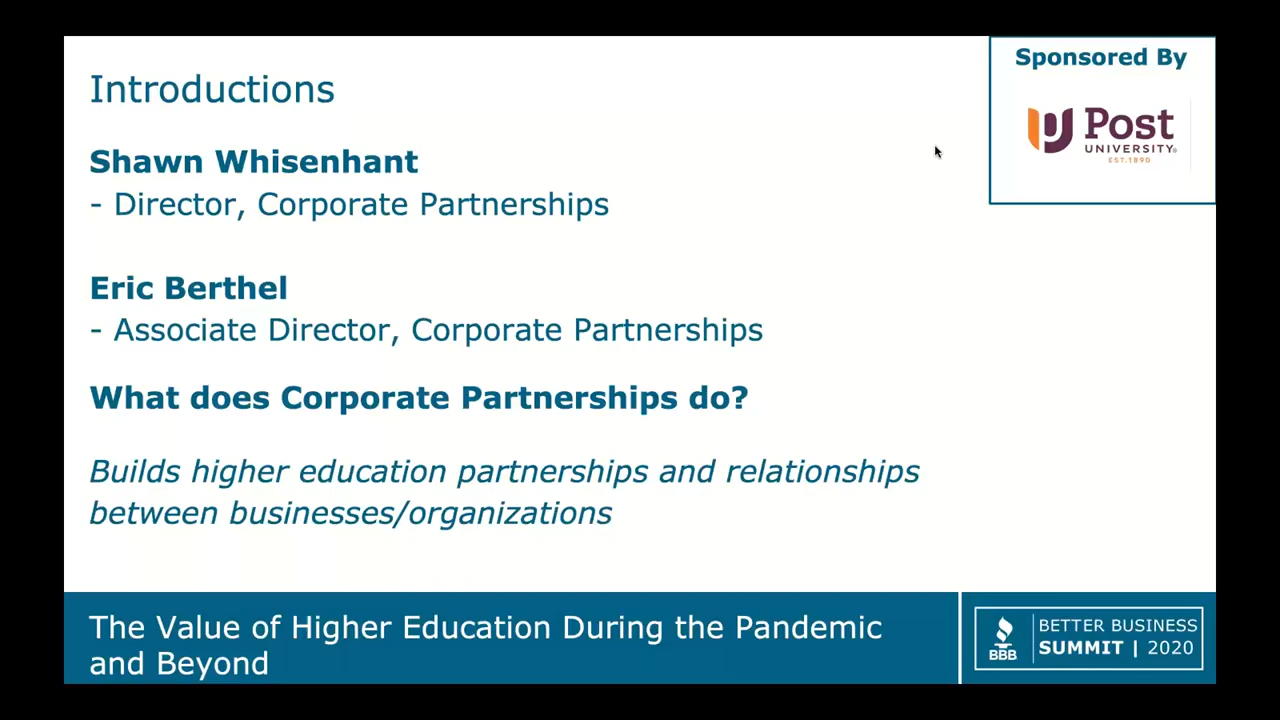 Introductions
Sponsored By
Post
UNIVERSITY®
EST.1890
Shawn Whisenhant
- Director, Corporate Partnerships
Eric Berthel
- Associate Director, Corporate Partnerships
What does Corporate Partnerships do?
Builds higher education partnerships and relationships
between businesses/organizations
The Value of Higher Education During the Pandemic
and Beyond
BBB
BETTER BUSINESS
SUMMIT | 2020